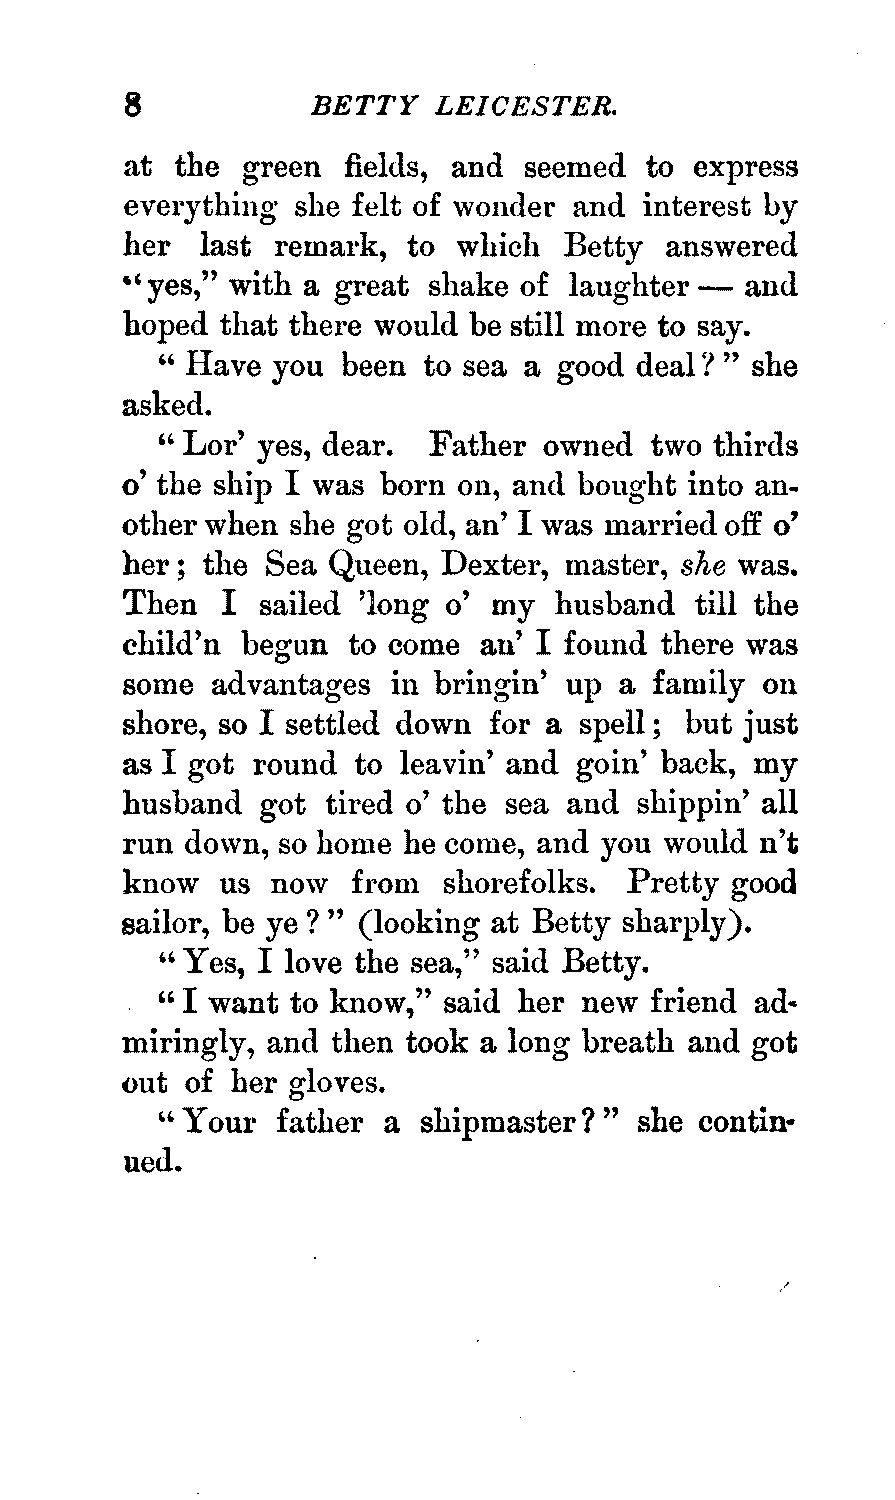 8 BETTY LEICESTER.
at the green fields, and seemed to express
everything she felt of wonder and interest by
her last remark, to which Betty answered
“yes,” with a great shake of laughter — and
hoped that there would be still more to say.
“ Have you been to sea a good deal? ” she
asked.
“ Lor’ yes, dear. Father owned two thirds
o’ the ship I was born on, and bought into an-
other when she got old, an’ I was married off o’
her ; the Sea Queen, Dexter, master, she was.
Then I sailed ’long o’ my husband till the
child’n begun to come an’ I found there was
some advantages in bringin’ up a family on
shore, so I settled down for a spell ; but just
as I got round to leavin’ and goin’ back, my
husband got tired o’ the sea and shippin’ all
run down, so home he come, and you would n’t
know us now from shorefolks. Pretty good
sailor, be ye ? ” (looking at Betty sharply).
“ Yes, I love the sea,” said Betty.
“ I want to know,” said her new friend ad-
miringly, and then took a long breath and got
out of her gloves.
“ Your father a shipmaster? ” she contin-
ued.